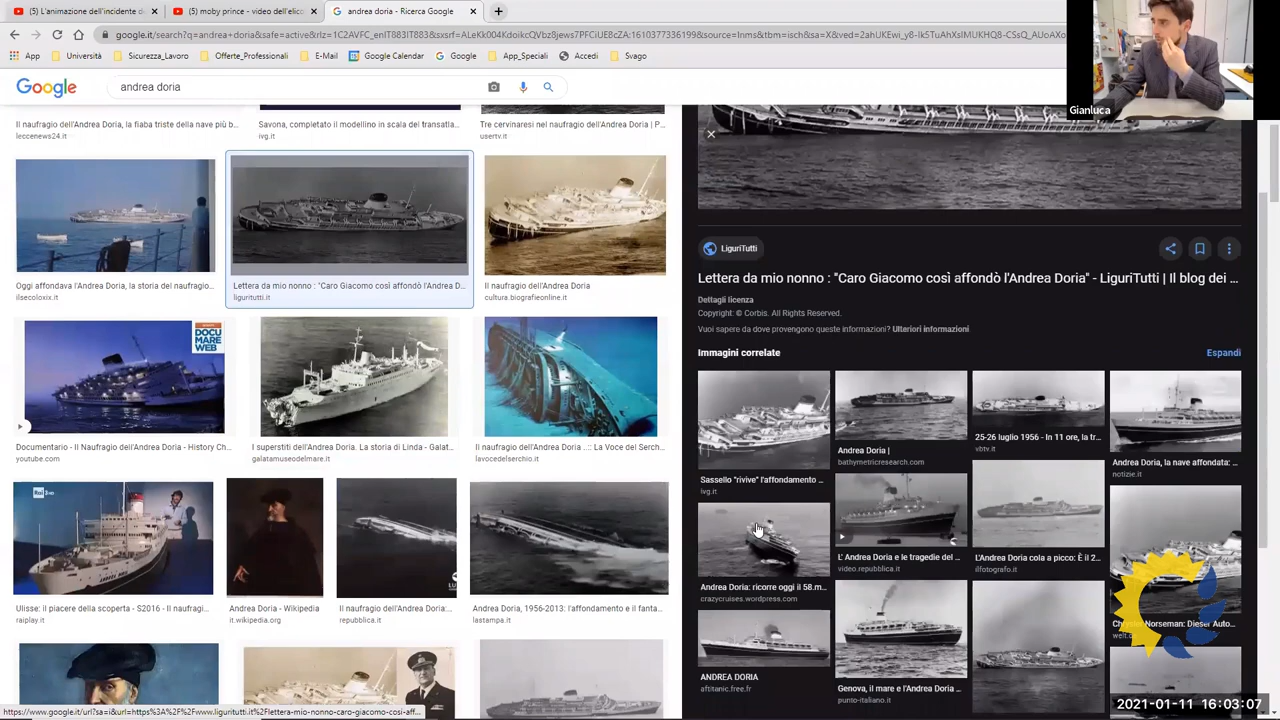 (5) L'animazione dell'incidente di
(5) moby prince - video dell'elico
andrea doria - Ricerca Google
App
Università
Sicurezza_Lavoro
Offerte_Professionali
E-Mail
Google Calendar
Google
App_Speciali
Accedi
Svago
Gianluca
Google
andrea doria
Il naufragio dell'Andrea Doria, la fiaba triste della nave più b...
leccenews24.it
Savona, completato il modellino del transatla...
ivg.it
Tre cervinaresi nel naufragio dell'Andrea Doria | P...
usertv.it
Oggi affondava l'Andrea Doria, la storia del naufragio...
ilsecoloxix.it
Lettera da mio nonno : "Caro Giacomo così affondò l'Andrea D...
liguritutti.it
Il naufragio dell'Andrea Doria
cultura.biografieonline.it
DOCU
MARE
WEB
Documentario - Il Naufragio dell'Andrea Doria - History Ch...
youtube.com
I superstiti dell'Andrea Doria. La storia di Linda - Galat...
galatamuseodelmare.it
Il naufragio dell'Andrea Doria .::. La Voce del Serch...
lavocedelserchio.it
Rai
Ulisse: il piacere della scoperta - S2016 - Il naufragi...
raiplay.it
Andrea Doria - Wikipedia
it.wikipedia.org
Il naufragio dell'Andrea Doria:...
repubblica.it
Andrea Doria, 1956-2013: l'affondamento e il fanta...
lastampa.it
LiguriTutti
Lettera da mio nonno : "Caro Giacomo così affondò l'Andrea Doria" - LiguriTutti | Il blog dei ...
Dettagli licenza
Copyright: © Corbis. All Rights Reserved.
Vuoi sapere da dove provengono queste informazioni? Ulteriori informazioni
Immagini correlate
Espandi
Sassello "rivive" l'affondamento ...
ivg.it
Andrea Doria |
bathymetricresearch.com
25-26 luglio 1956 - In 11 ore, la tr...
vbtv.it
Andrea Doria, la nave affondata: ...
notizie.it
Andrea Doria: ricorre oggi il 58.m...
crazycruises.wordpress.com
L' Andrea Doria e le tragedie del ...
video.repubblica.it
L'Andrea Doria cola a picco: È il 2...
ilfotografo.it
Norseman: Dieser Auto...
welt.de
ANDREA DORIA
aftitanic.free.fr
Genova, il mare e l'Andrea Doria ...
punto-italiano.it
2021-01-11 16:03:07